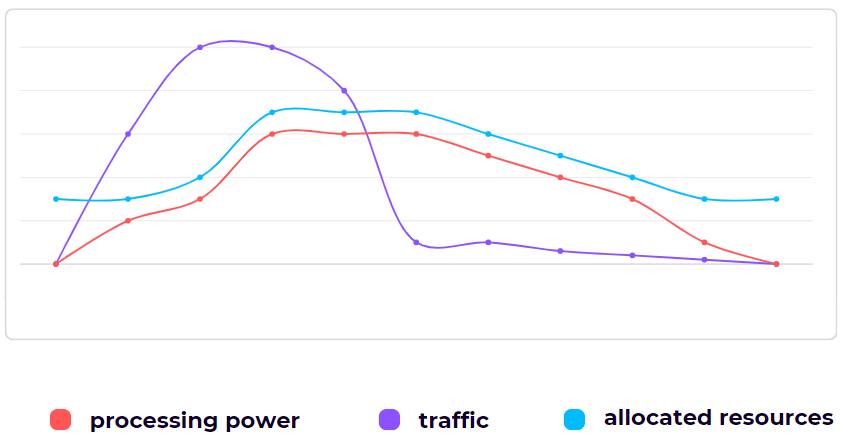 processing power
traffic
allocated resources